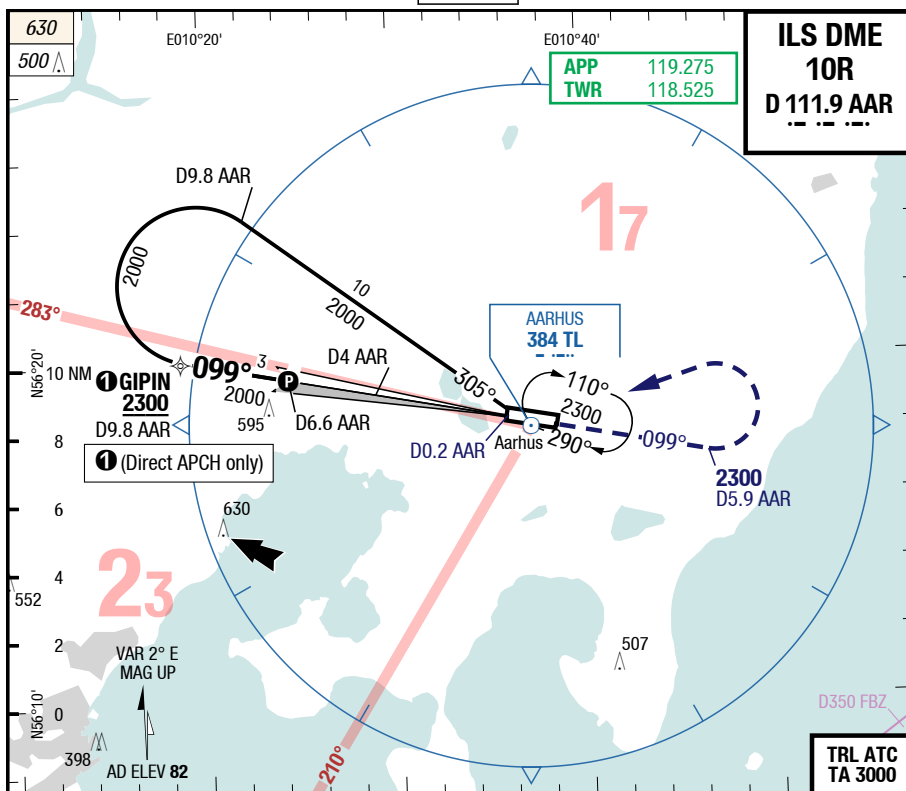 630
500
E010°20'
E010°40'
APP 119.275
TWR 118.525
ILS DME
10R
D 111.9 AAR
D9.8 AAR
17
2000
10
2000
283°
AARHUS
384 TL
N56°20'
10 NM
099°
3
D4 AAR
305°
110°
1 GIPIN
2300
D9.8 AAR
2000
P
595
D6.6 AAR
2300
290°
Aarhus
099°
8
D0.2 AAR
1 (Direct APCH only)
2300
D5.9 AAR
6
630
4
23
552
2
507
VAR 2° E
MAG UP
N56°10'
0
D350 FBZ
398
AD ELEV 82
210°
TRL ATC
TA 3000